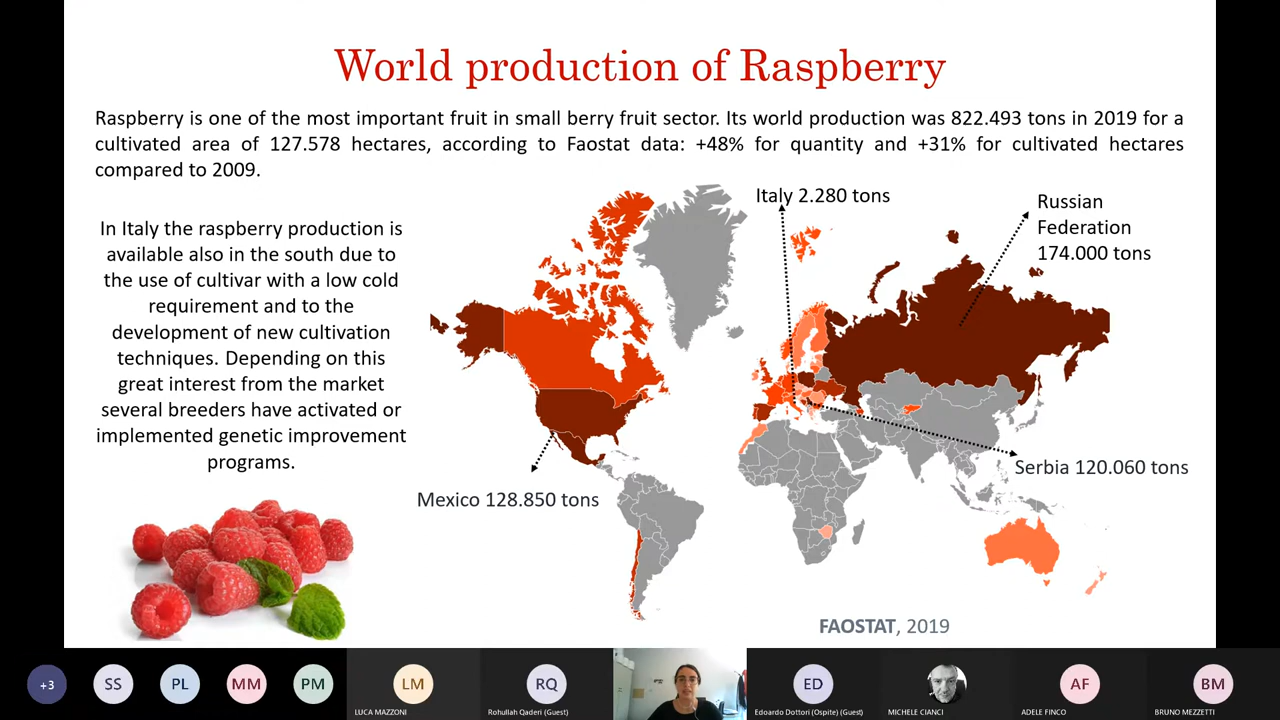 World production of Raspberry
Raspberry is one of the most important fruit in small berry fruit sector. Its world production was 822.493 tons in 2019 for a
cultivated area of 127.578 hectares, according to Faostat data: +48% for quantity and +31% for cultivated hectares
compared to 2009.
In Italy the raspberry production is
available also in the south due to
the use of cultivar with a low cold
requirement and to the
development of new cultivation
techniques. Depending on this
great interest from the market
several breeders have activated or
implemented genetic improvement
programs.
Italy 2.280 tons
Russian
Federation
174.000 tons
Serbia 120.060 tons
Mexico 128.850 tons
FAOSTAT, 2019
+3
SS
PL
MM
PM
LM
LUCA MAZZONI
RQ
Rohullah Qaderi (Guest)
ED
Edoardo Dottori (Ospite) (Guest)
MICHELE CIANCI
AF
ADELE FINCO
BM
BRUNO MEZZETTI